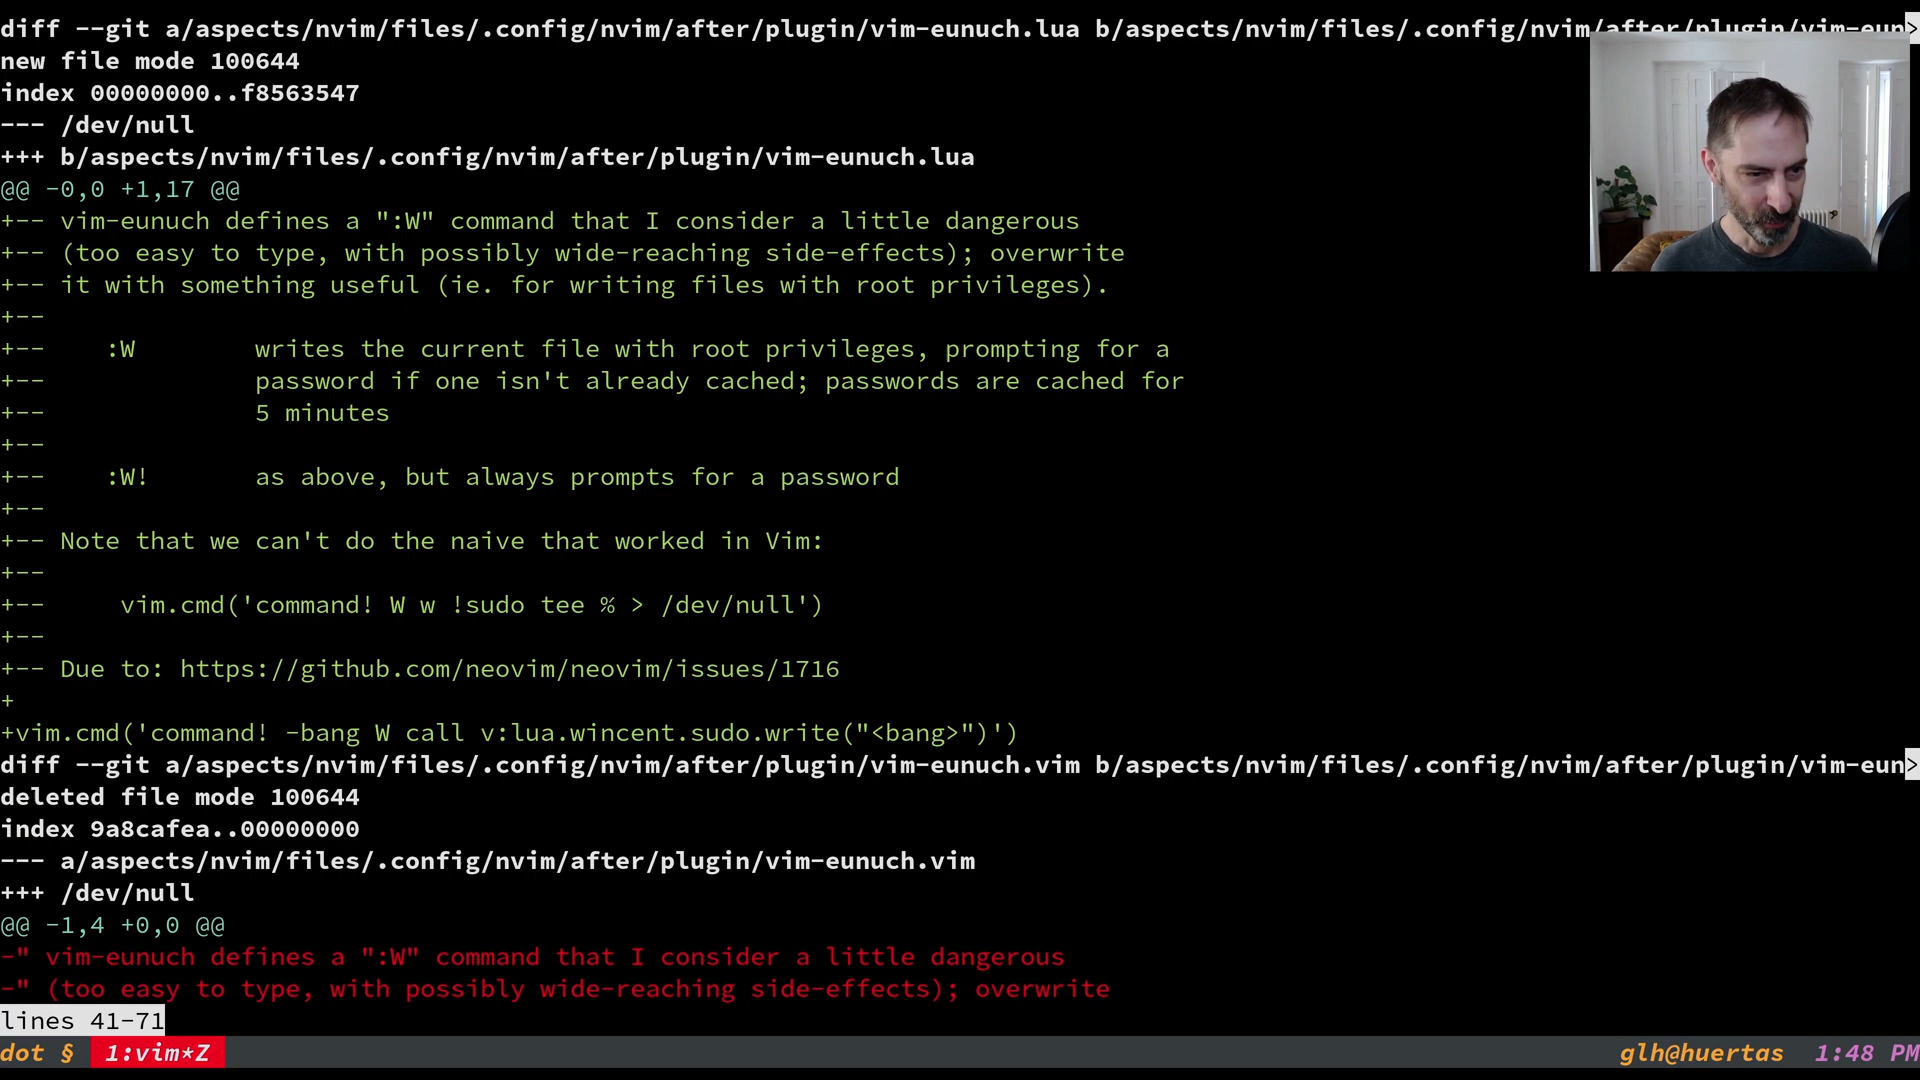 diff --git a/aspects/nvim/files/.config/nvim/after/plugin/vim-eunuch.lua b/aspects/nvim/files/.config/nvim/after/plugin/vim-eun>
new file mode 100644
index 00000000..f8563547
--- /dev/null
+++ b/aspects/nvim/files/.config/nvim/after/plugin/vim-eunuch.lua
@@ -0,0 +1,17 @@
+-- vim-eunuch defines a ":W" command that I consider a little dangerous
+-- (too easy to type, with possibly wide-reaching side-effects); overwrite
+-- it with something useful (ie. for writing files with root privileges).
+--
+--    :W        writes the current file with root privileges, prompting for a
+--              password if one isn't already cached; passwords are cached for
+--              5 minutes
+--
+--    :W!       as above, but always prompts for a password
+--
+-- Note that we can't do the naive that worked in Vim:
+--
+--     vim.cmd('command! W w !sudo tee % > /dev/null')
+--
+-- Due to: https://github.com/neovim/neovim/issues/1716
+
+vim.cmd('command! -bang W call v:lua.wincent.sudo.write("<bang>")')
diff --git a/aspects/nvim/files/.config/nvim/after/plugin/vim-eunuch.vim b/aspects/nvim/files/.config/nvim/after/plugin/vim-eun>
deleted file mode 100644
index 9a8cafea..00000000
--- a/aspects/nvim/files/.config/nvim/after/plugin/vim-eunuch.vim
+++ /dev/null
@@ -1,4 +0,0 @@
-" vim-eunuch defines a ":W" command that I consider a little dangerous
-" (too easy to type, with possibly wide-reaching side-effects); overwrite
lines 41-71
dot § 1:vim*Z glh@huertas 1:48 PM